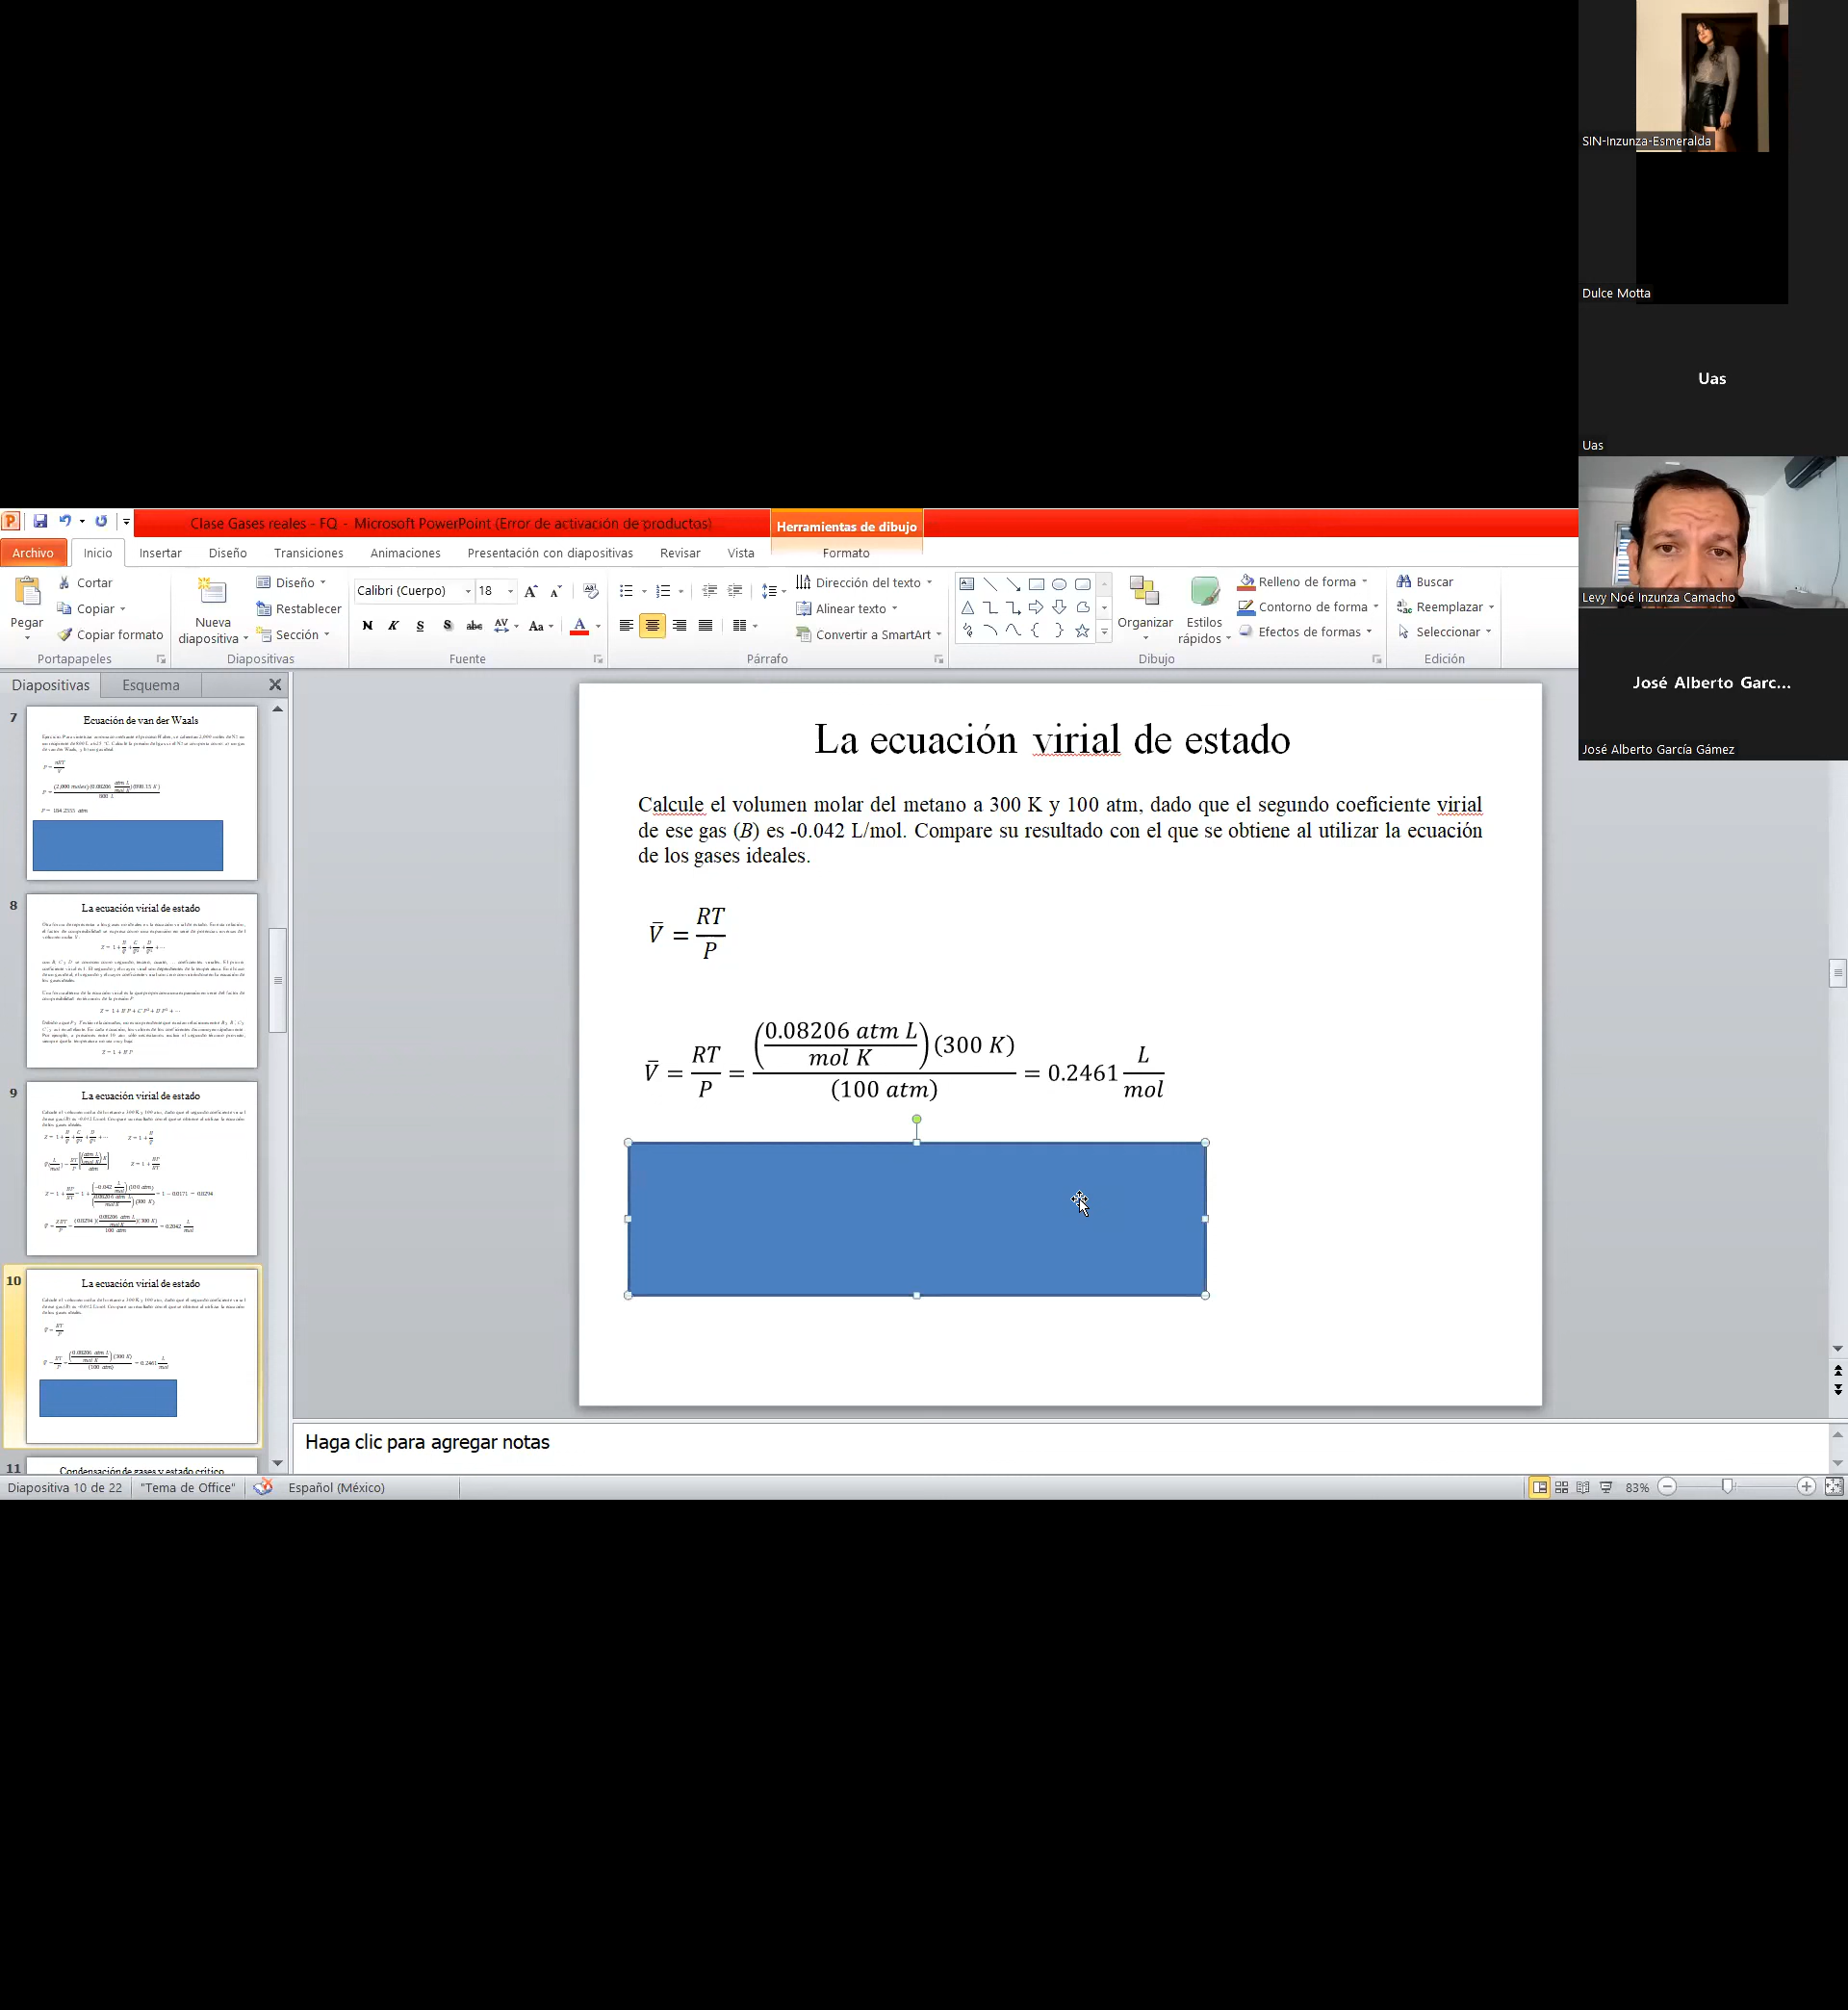 SIN-Inzunza-Esmeralda
Dulce Motta
Uas
Uas
Levy Noé Inzunza Camacho
José Alberto Garc...
José Alberto García Gámez
Clase Gases reales - FQ - Microsoft PowerPoint (Error de activación de productos)
Herramientas de dibujo
Archivo Inicio Insertar Diseño Transiciones Animaciones Presentación con diapositivas Revisar Vista Formato
Pegar
Cortar
Copiar
Copiar formato
Portapapeles
Nueva diapositiva
Diseño
Restablecer
Sección
Diapositivas
Calibri (Cuerpo) 18
N K S S abc AV Aa A
Fuente
Dirección del texto
Alinear texto
Convertir a SmartArt
Párrafo
Organizar
Estilos rápidos
Relleno de forma
Contorno de forma
Efectos de formas
Dibujo
Buscar
Reemplazar
Seleccionar
Edición
Diapositivas Esquema
7
Ecuación de van der Waals
8
La ecuación virial de estado
9
La ecuación virial de estado
10
La ecuación virial de estado
11
Condensación de gases y estado crítico
La ecuación virial de estado
Calcule el volumen molar del metano a 300 K y 100 atm, dado que el segundo coeficiente virial
de ese gas (B) es -0.042 L/mol. Compare su resultado con el que se obtiene al utilizar la ecuación
de los gases ideales.
V̄ = RT/P
V̄ = RT/P = (0.08206 atm L / mol K)(300 K) / (100 atm) = 0.2461 L/mol
Haga clic para agregar notas
Diapositiva 10 de 22 "Tema de Office" Español (México) 83%